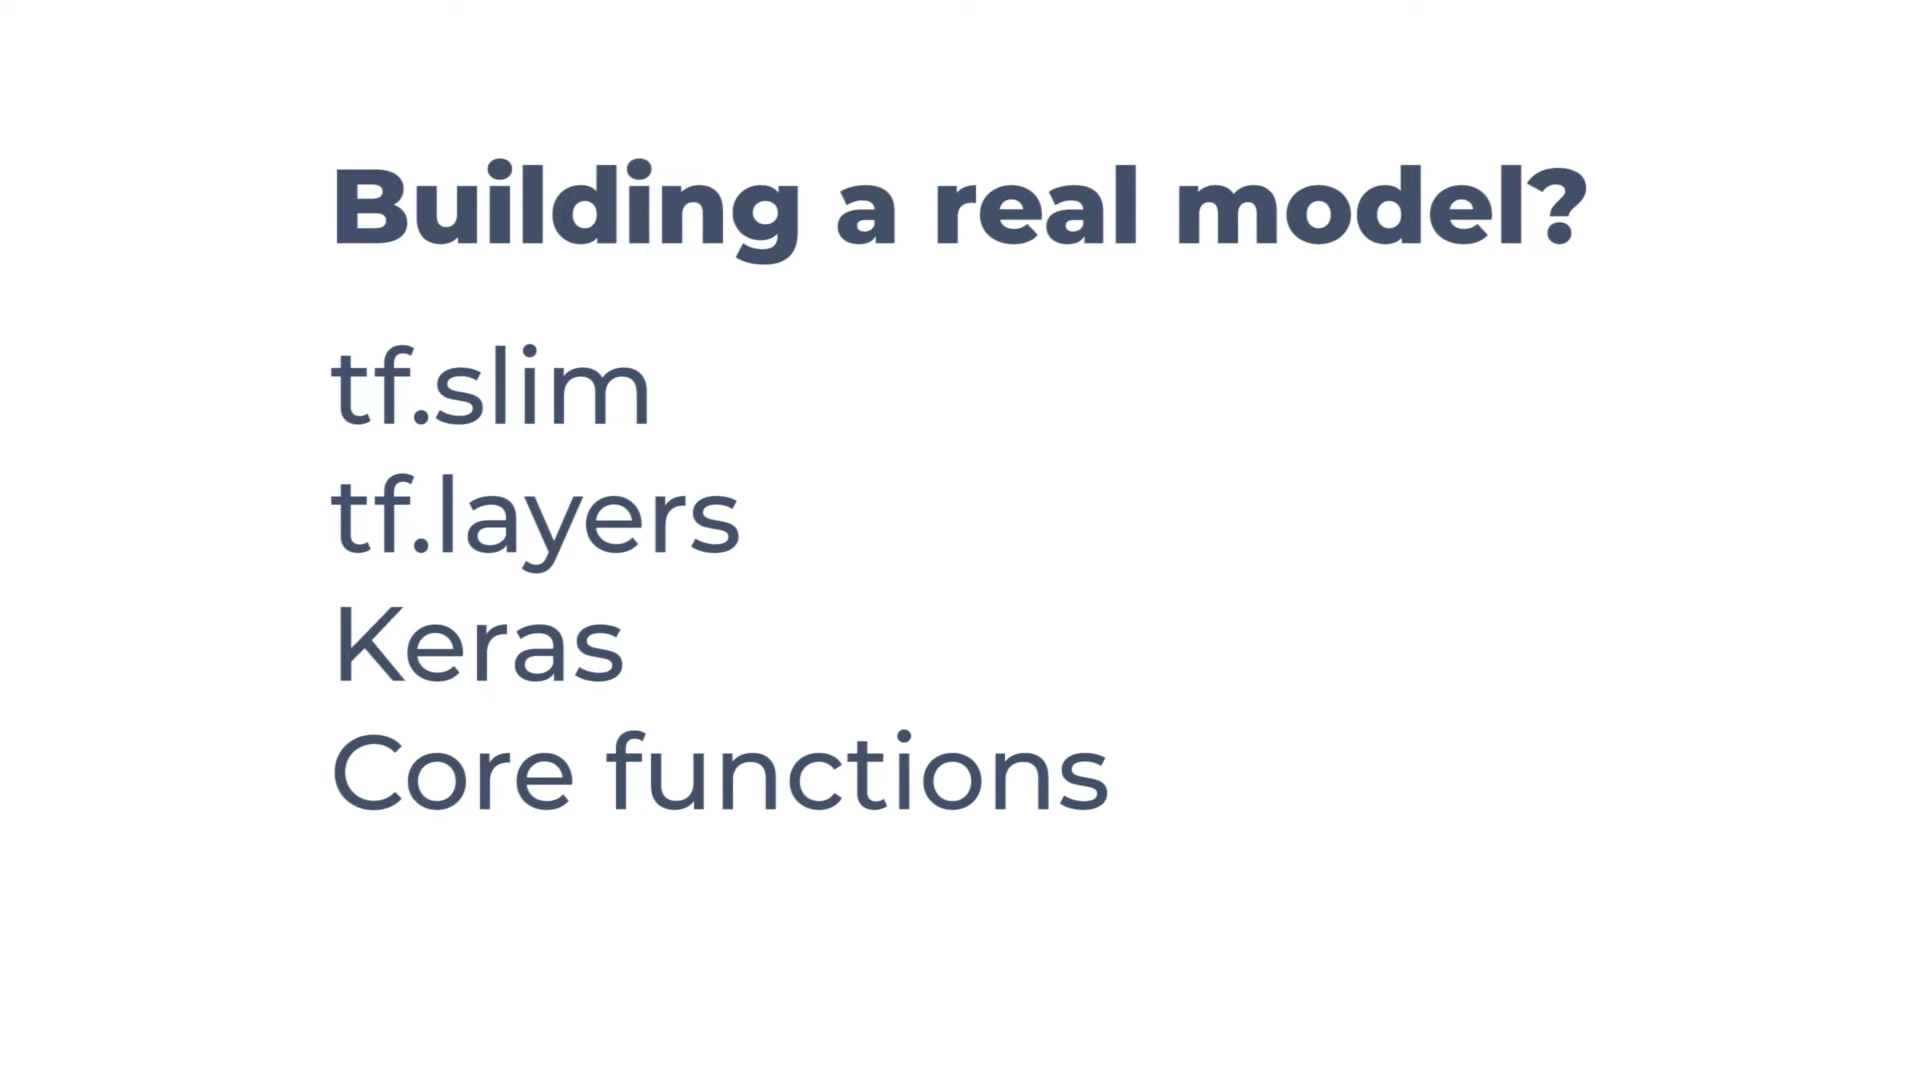 Building a real model?
tf.slim
tf.layers
Keras
Core functions